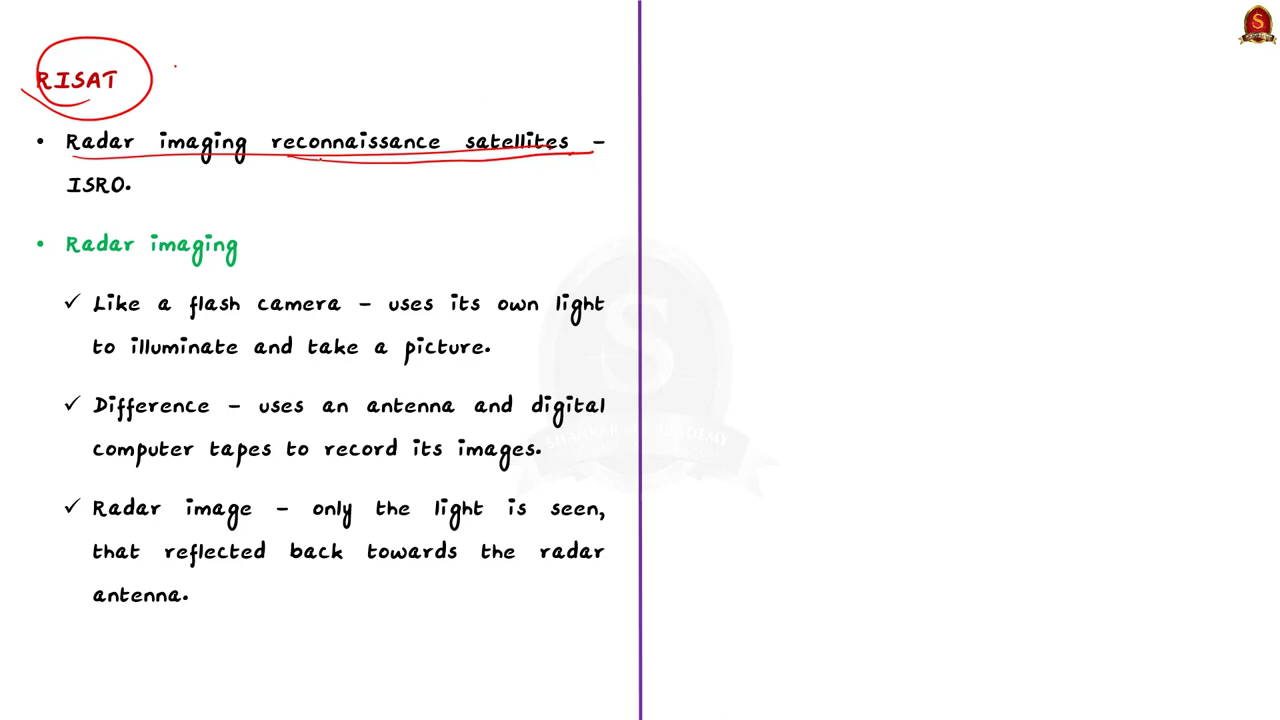 RISAT
• Radar imaging reconnaissance satellites –
ISRO.
• Radar imaging
✓ Like a flash camera – uses its own light
to illuminate and take a picture.
✓ Difference – uses an antenna and digital
computer tapes to record its images.
✓ Radar image – only the light is seen,
that reflected back towards the radar
antenna.
S